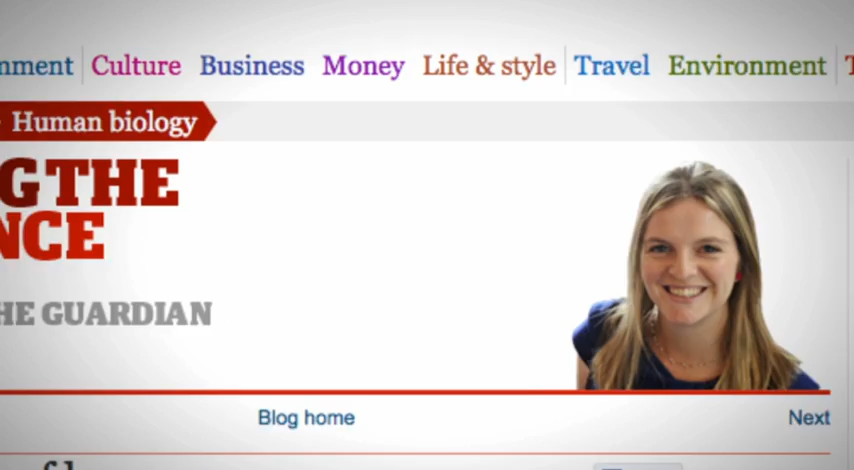 nment Culture Business Money Life & style Travel Environment T
Human biology
G THE
NCE
HE GUARDIAN
Blog home Next